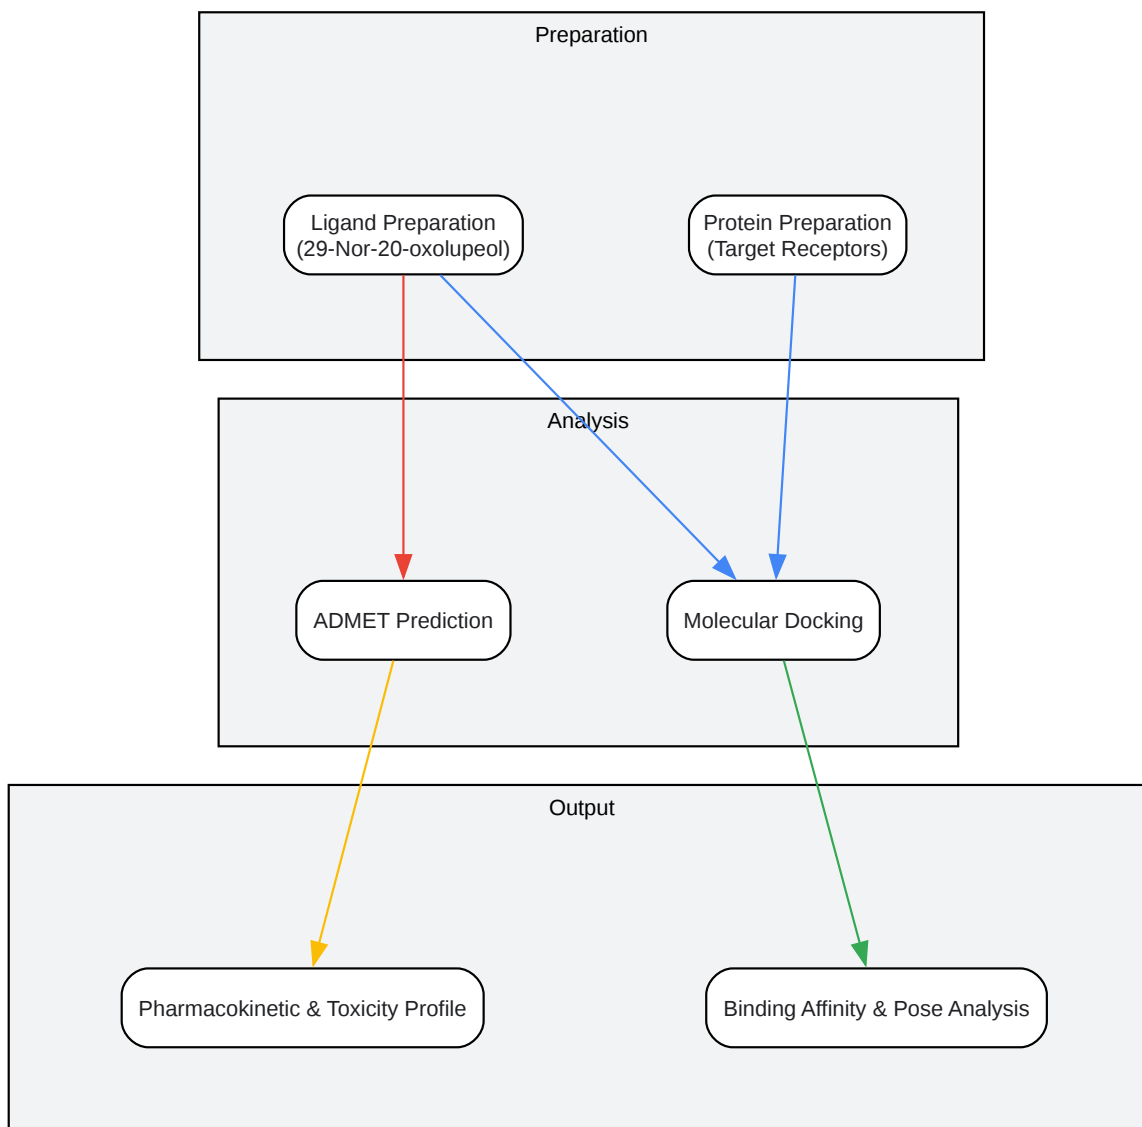 Preparation
Ligand Preparation
(29-Nor-20-oxolupeol)
Protein Preparation
(Target Receptors)
Analysis
ADMET Prediction
Molecular Docking
Output
Pharmacokinetic & Toxicity Profile
Binding Affinity & Pose Analysis